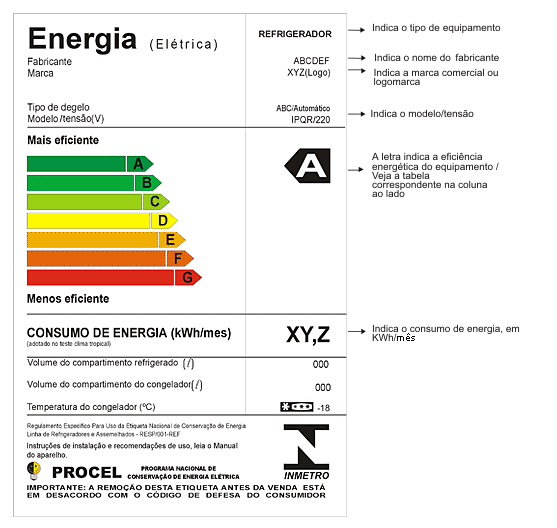 Energia (Elétrica) REFRIGERADOR
Indica o tipo de equipamento
Fabricante ABCDEF
Indica o nome do fabricante
Marca XYZ(Logo)
Indica a marca comercial ou
logomarca
Tipo de degelo ABC/Automático
Modelo/tensão(V) IPQR/220
Indica o modelo/tensão
Mais eficiente
A
A letra indica a eficiência
energética do equipamento /
Veja a tabela
correspondente na coluna
ao lado
A
B
C
D
E
F
G
Menos eficiente
CONSUMO DE ENERGIA (kWh/mes) XY,Z
(adotado no teste clima tropical)
Indica o consumo de energia, em
KWh/mês
Volume do compartimento refrigerado (ℓ) 000
Volume do compartimento do congelador(ℓ) 000
Temperatura do congelador (ºC) -18
Regulamento Específico Para Uso da Etiqueta Nacional de Conservação de Energia
Linha de Refrigeradores e Assemelhados - RESP/001-REF
Instruções de instalação e recomendações de uso, leia o Manual
do aparelho.
PROCEL
PROGRAMA NACIONAL DE
CONSERVAÇÃO DE ENERGIA ELÉTRICA
INMETRO
IMPORTANTE: A REMOÇÃO DESTA ETIQUETA ANTES DA VENDA ESTÁ
EM DESACORDO COM O CÓDIGO DE DEFESA DO CONSUMIDOR